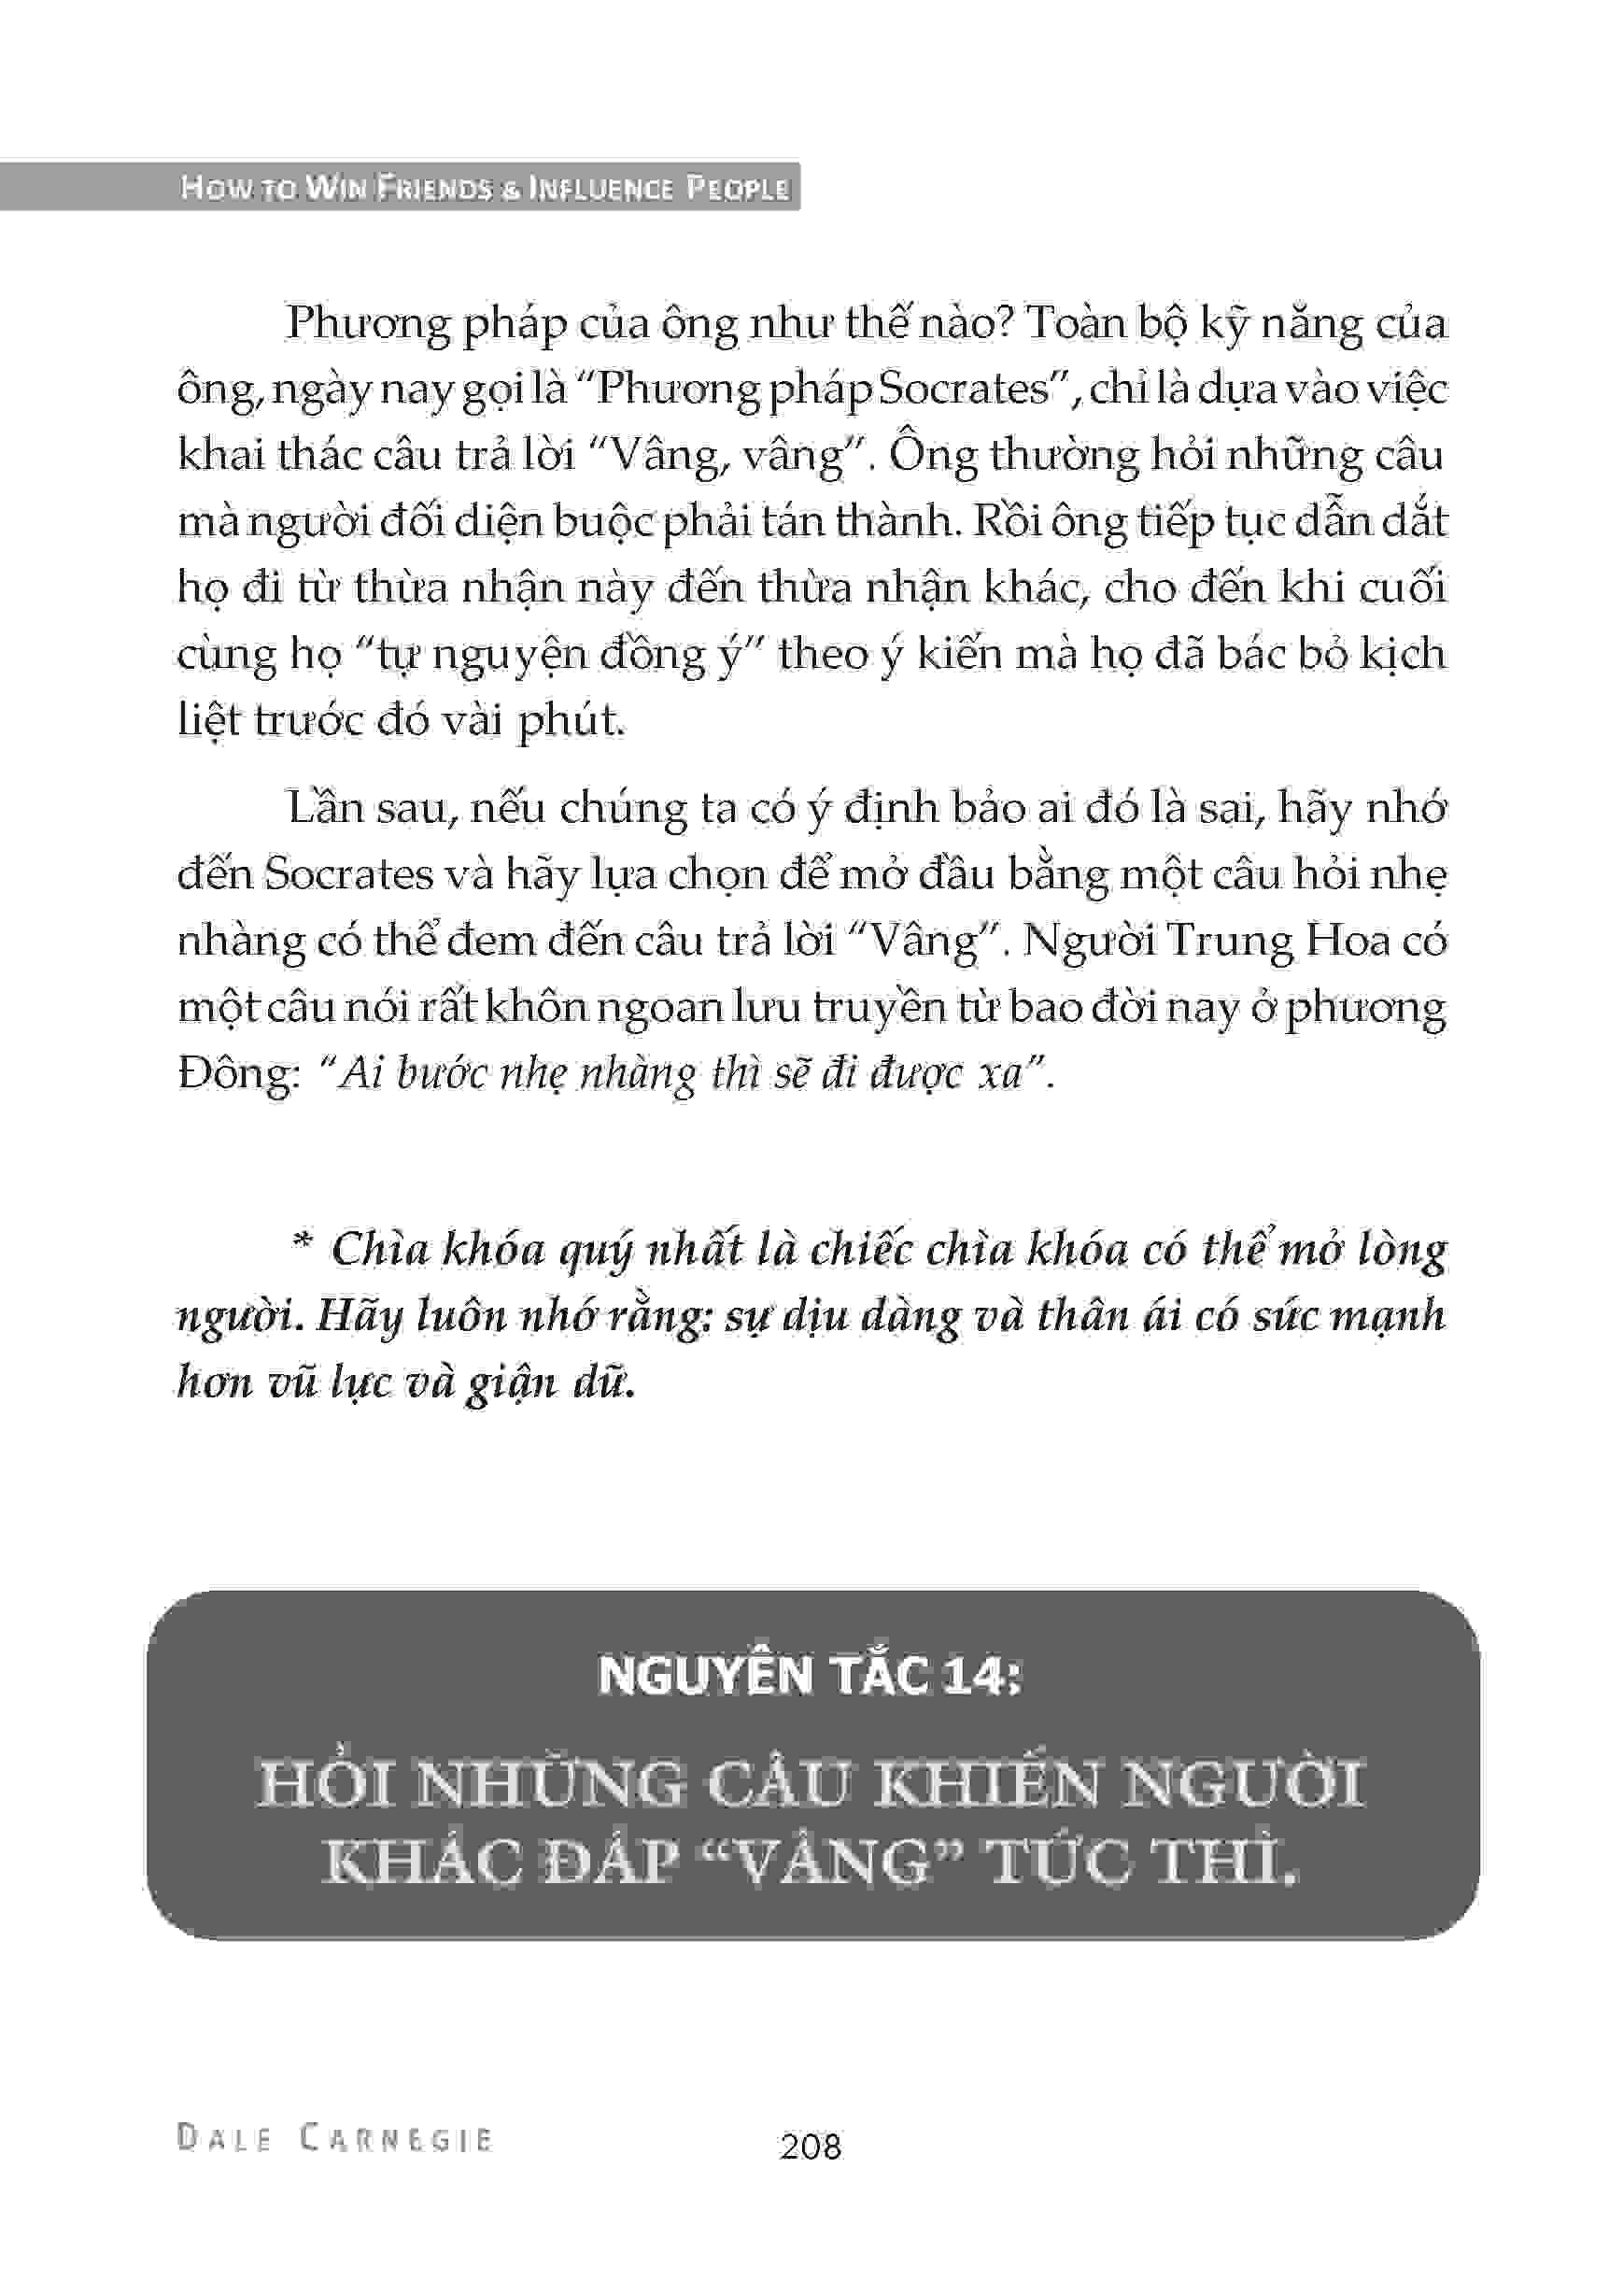 HOW TO WIN FRIENDS & INFLUENCE PEOPLE
Phương pháp của ông như thế nào? Toàn bộ kỹ năng của
ông, ngày nay gọi là “Phương pháp Socrates”, chỉ là dựa vào việc
khai thác câu trả lời “Vâng, vâng”. Ông thường hỏi những câu
mà người đối diện buộc phải tán thành. Rồi ông tiếp tục dẫn dắt
họ đi từ thừa nhận này đến thừa nhận khác, cho đến khi cuối
cùng họ “tự nguyện đồng ý” theo ý kiến mà họ đã bác bỏ kịch
liệt trước đó vài phút.
Lần sau, nếu chúng ta có ý định bảo ai đó là sai, hãy nhớ
đến Socrates và hãy lựa chọn để mở đầu bằng một câu hỏi nhẹ
nhàng có thể đem đến câu trả lời “Vâng”. Người Trung Hoa có
một câu nói rất khôn ngoan lưu truyền từ bao đời nay ở phương
Đông: “Ai bước nhẹ nhàng thì sẽ đi được xa”.
* Chìa khóa quý nhất là chiếc chìa khóa có thể mở lòng
người. Hãy luôn nhớ rằng: sự dịu dàng và thân ái có sức mạnh
hơn vũ lực và giận dữ.
NGUYÊN TẮC 14:
HỎI NHỮNG CÂU KHIẾN NGƯỜI
KHÁC ĐÁP “VÂNG” TỨC THÌ.
DALE CARNEGIE
208